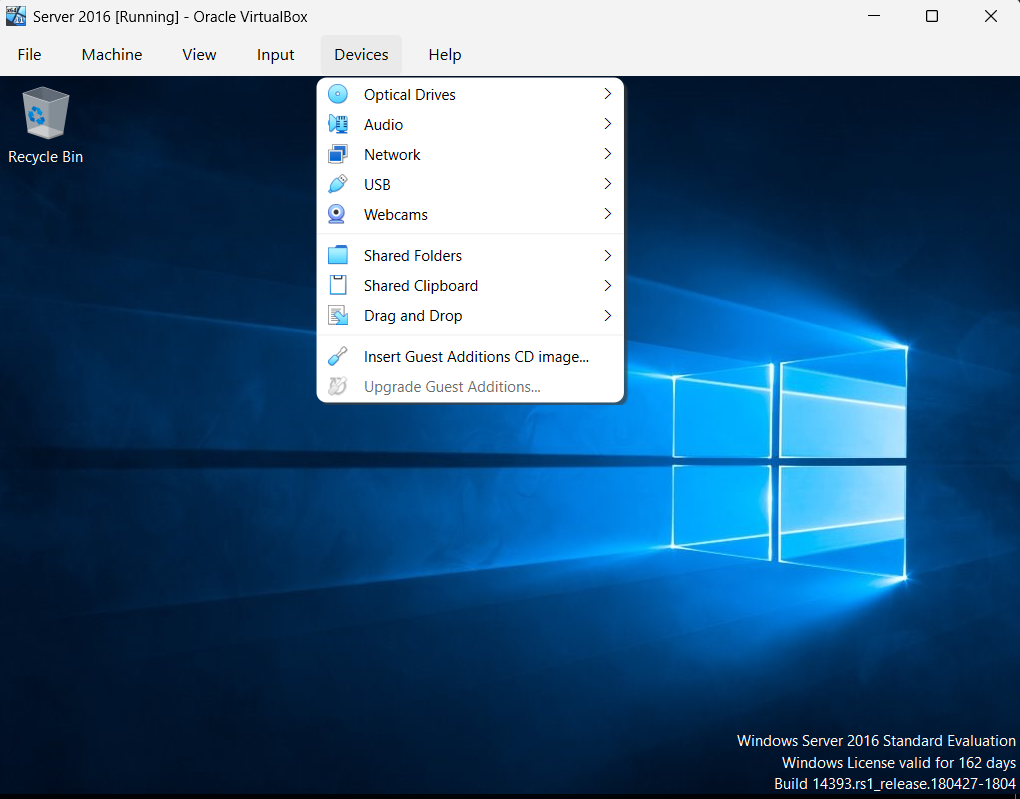 Server 2016 [Running] - Oracle VirtualBox
File Machine View Input Devices Help
Recycle Bin
Optical Drives
Audio
Network
USB
Webcams
Shared Folders
Shared Clipboard
Drag and Drop
Insert Guest Additions CD image...
Upgrade Guest Additions...
Windows Server 2016 Standard Evaluation
Windows License valid for 162 days
Build 14393.rs1_release.180427-1804